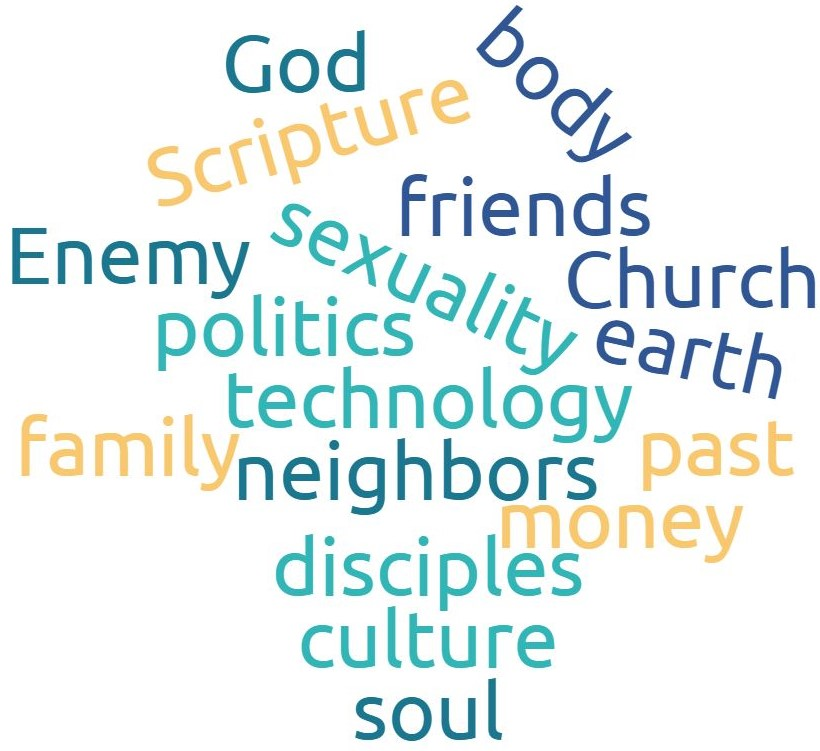 God
body
Scripture
friends
sexuality
Enemy
Church
politics
earth
technology
family
neighbors
past
money
disciples
culture
soul